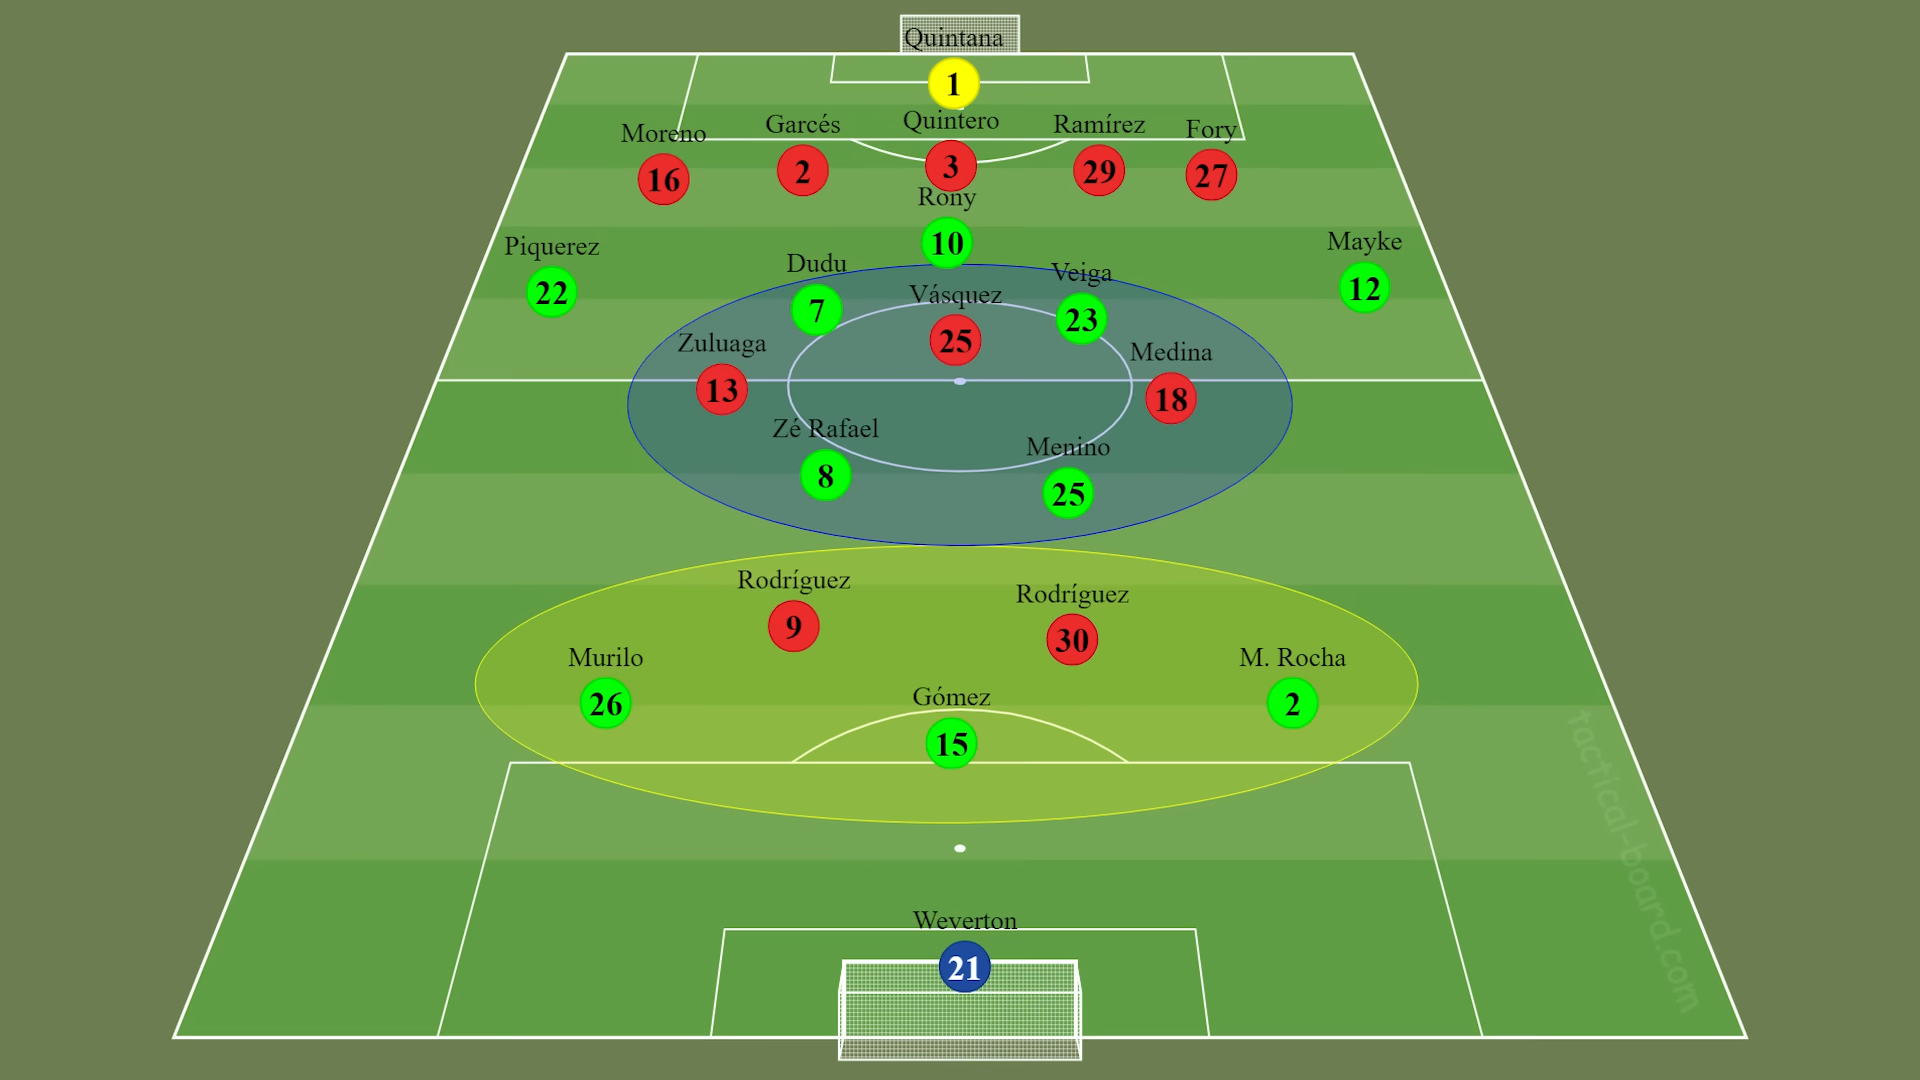 Quintana
1
Moreno
16
Garcés
2
Quintero
3
Ramírez
29
Fory
27
Rony
10
Piquerez
22
Mayke
12
Dudu
7
Veiga
23
Vásquez
25
Zuluaga
13
Medina
18
Zé Rafael
8
Menino
25
Rodríguez
9
Rodríguez
30
Murilo
26
M. Rocha
2
Gómez
15
Weverton
21
tactical-board.com